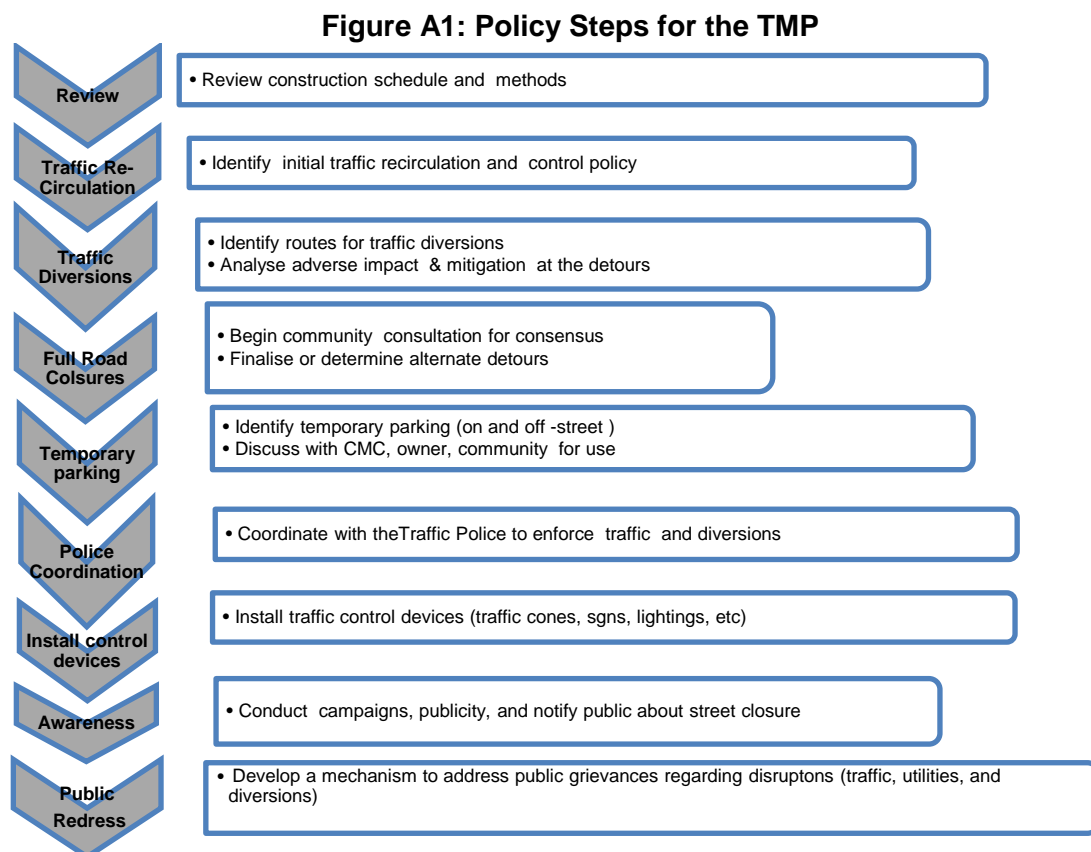 Figure A1: Policy Steps for the TMP
Review
• Review construction schedule and methods
Traffic Re-
Circulation
• Identify initial traffic recirculation and control policy
Traffic
Diversions
• Identify routes for traffic diversions
• Analyse adverse impact & mitigation at the detours
Full Road
Colsures
• Begin community consultation for consensus
• Finalise or determine alternate detours
Temporary
parking
• Identify temporary parking (on and off -street )
• Discuss with CMC, owner, community for use
Police
Coordination
• Coordinate with theTraffic Police to enforce traffic and diversions
Install control
devices
• Install traffic control devices (traffic cones, sgns, lightings, etc)
Awareness
• Conduct campaigns, publicity, and notify public about street closure
Public
Redress
• Develop a mechanism to address public grievances regarding disruptons (traffic, utilities, and
diversions)